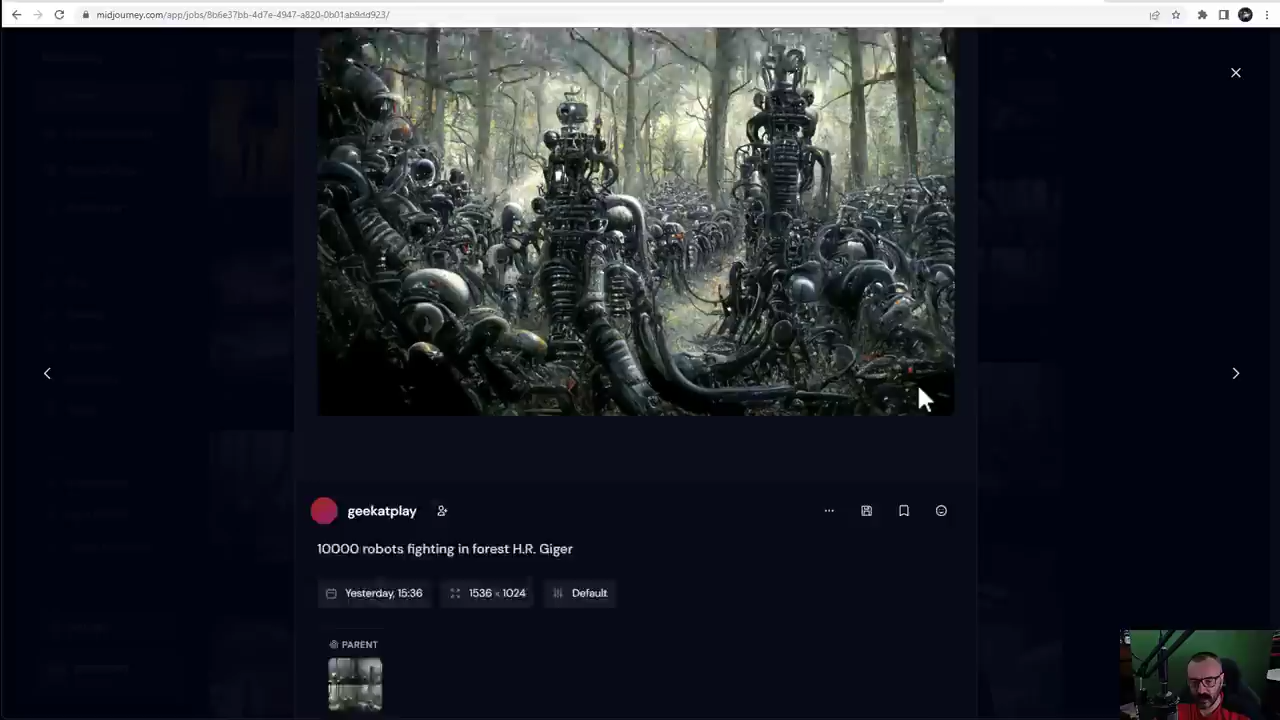 midjourney.com/app/jobs/8b6e37bb-4d7e-4947-a820-0b01ab9dd923/
geekatplay
10000 robots fighting in forest H.R. Giger
Yesterday, 15:36
1536 × 1024
Default
PARENT